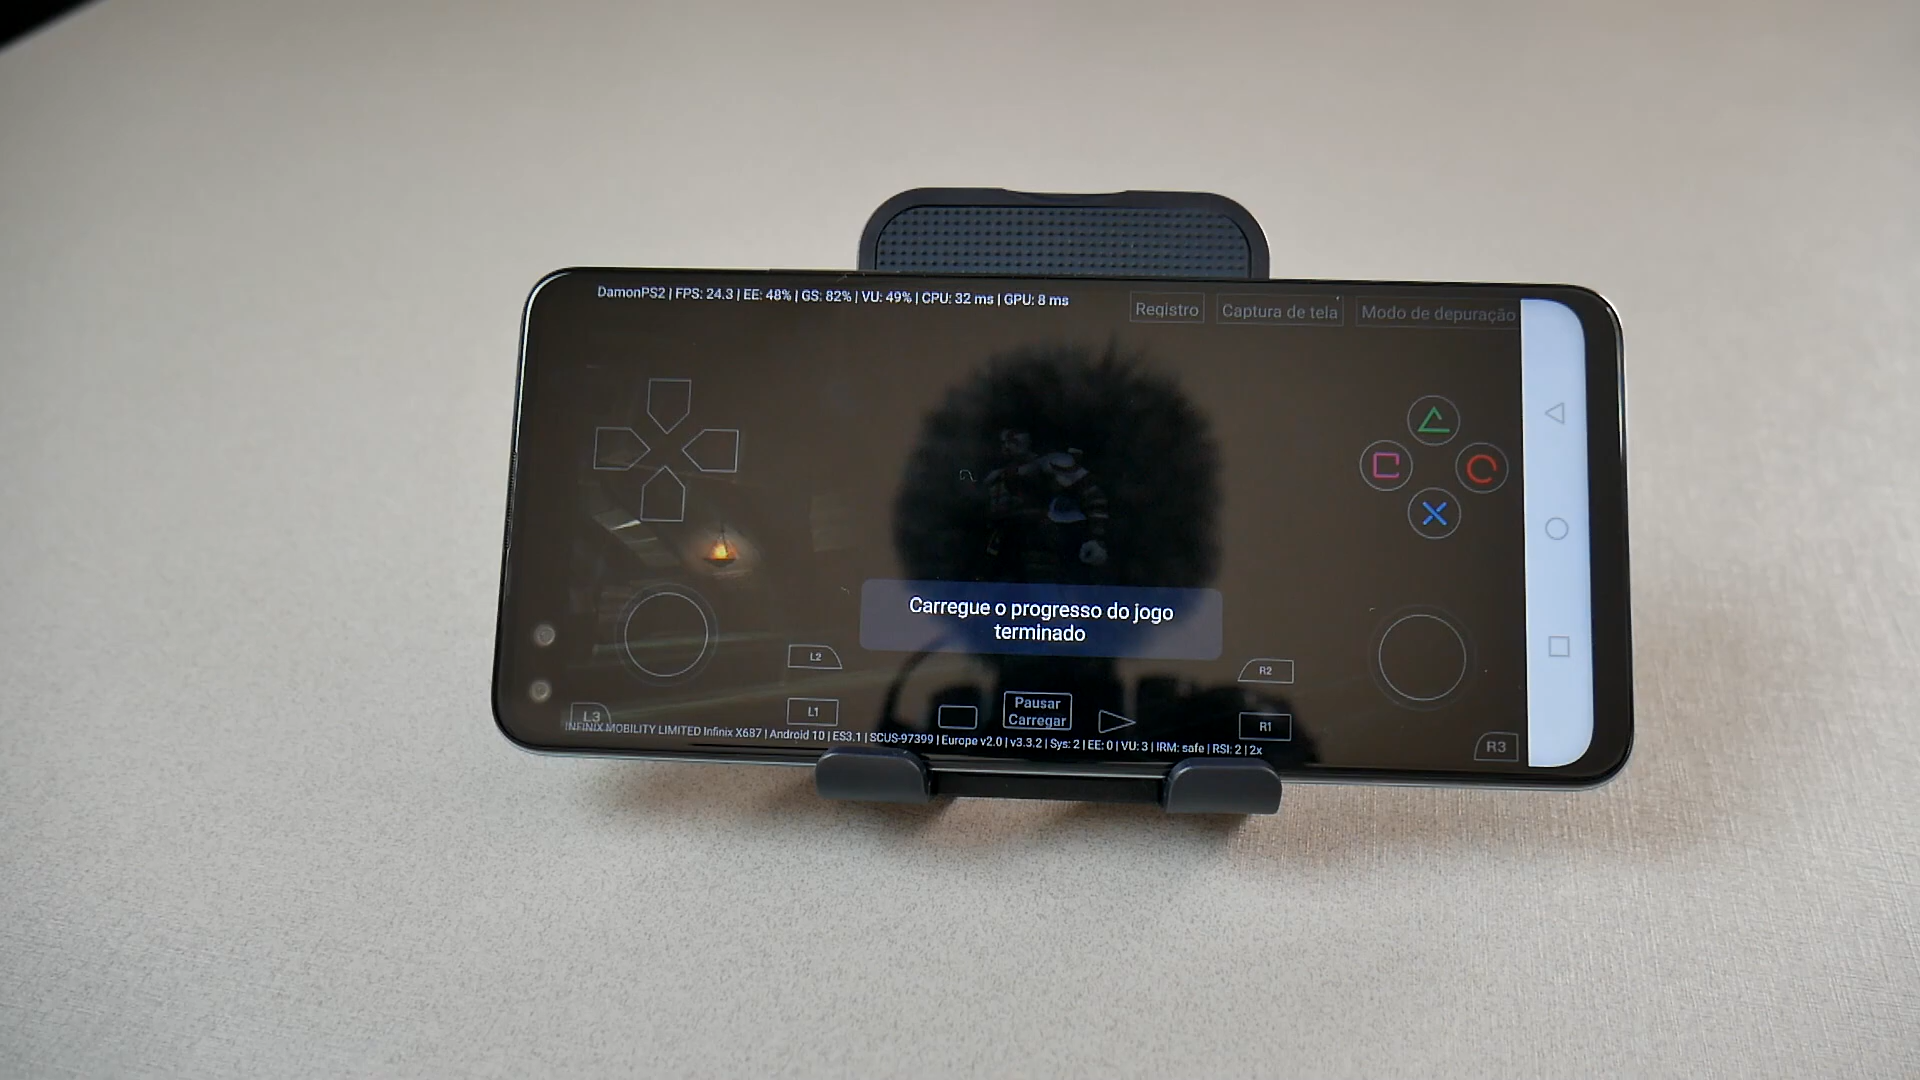 DamonPS2 | FPS: 24.3 | EE: 48% | GS: 82% | VU: 49% | CPU: 32 ms | GPU: 8 ms
Registro
Captura de tela
Modo de depuração
Carregue o progresso do jogo
terminado
L2
R2
L3
L1
Pausar
Carregar
R1
R3
INFINIX MOBILITY LIMITED Infinix X687 | Android 10 | ES3.1 | SCUS-97399 | Europe v2.0 | v3.3.2 | Sys: 2 | EE: 0 | VU: 3 | IRM: safe | RSI: 2 | 2x